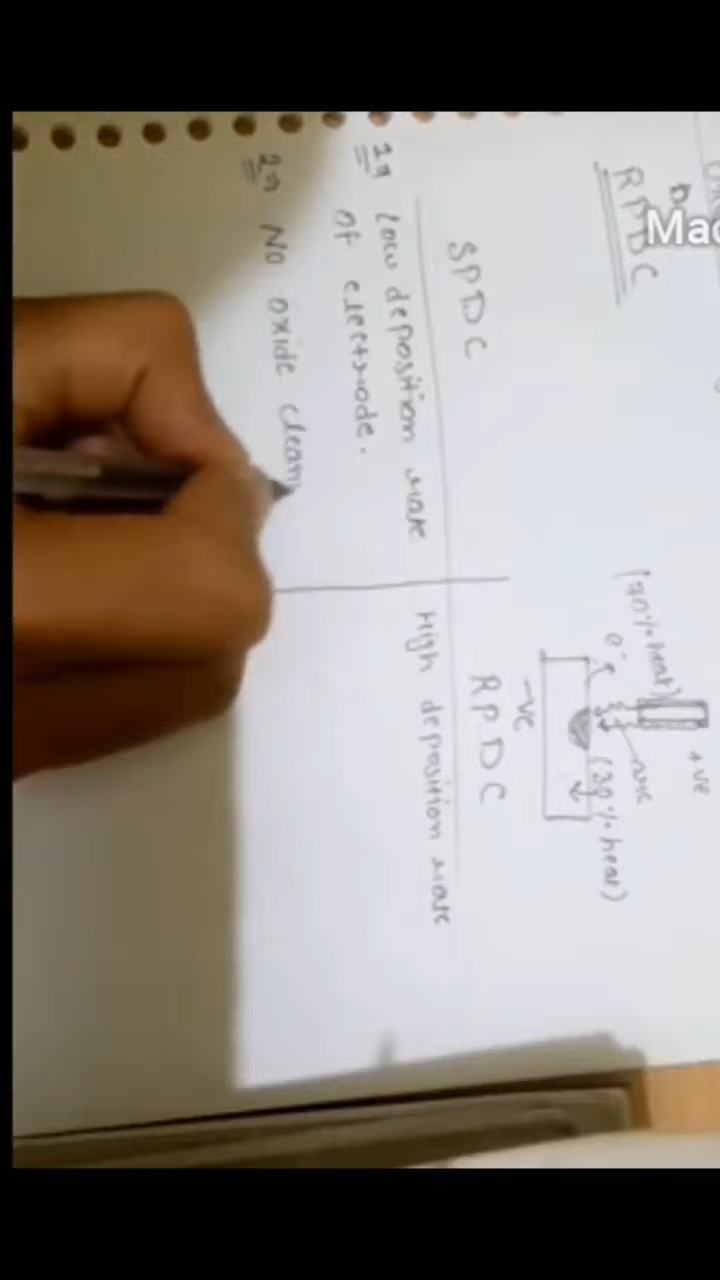 RPDC
Mac
+ve
(70% heat)
(30% heat)
-ve
SPDC
RPDC
1) Low deposition rate
of electrode.
High deposition rate
2) No oxide clean